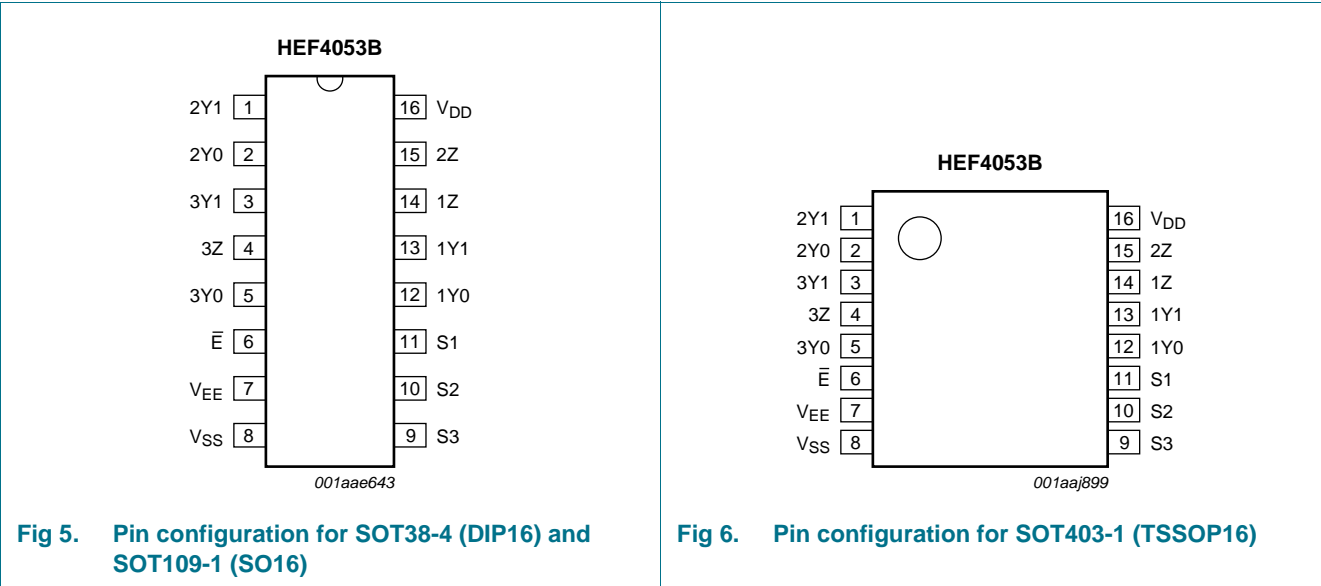 HEF4053B
2Y1 1 16 VDD
2Y0 2 15 2Z
3Y1 3 14 1Z
3Z 4 13 1Y1
3Y0 5 12 1Y0
E̅ 6 11 S1
VEE 7 10 S2
VSS 8 9 S3
001aae643
Fig 5. Pin configuration for SOT38-4 (DIP16) and
SOT109-1 (SO16)
HEF4053B
2Y1 1 16 VDD
2Y0 2 15 2Z
3Y1 3 14 1Z
3Z 4 13 1Y1
3Y0 5 12 1Y0
E̅ 6 11 S1
VEE 7 10 S2
VSS 8 9 S3
001aaj899
Fig 6. Pin configuration for SOT403-1 (TSSOP16)